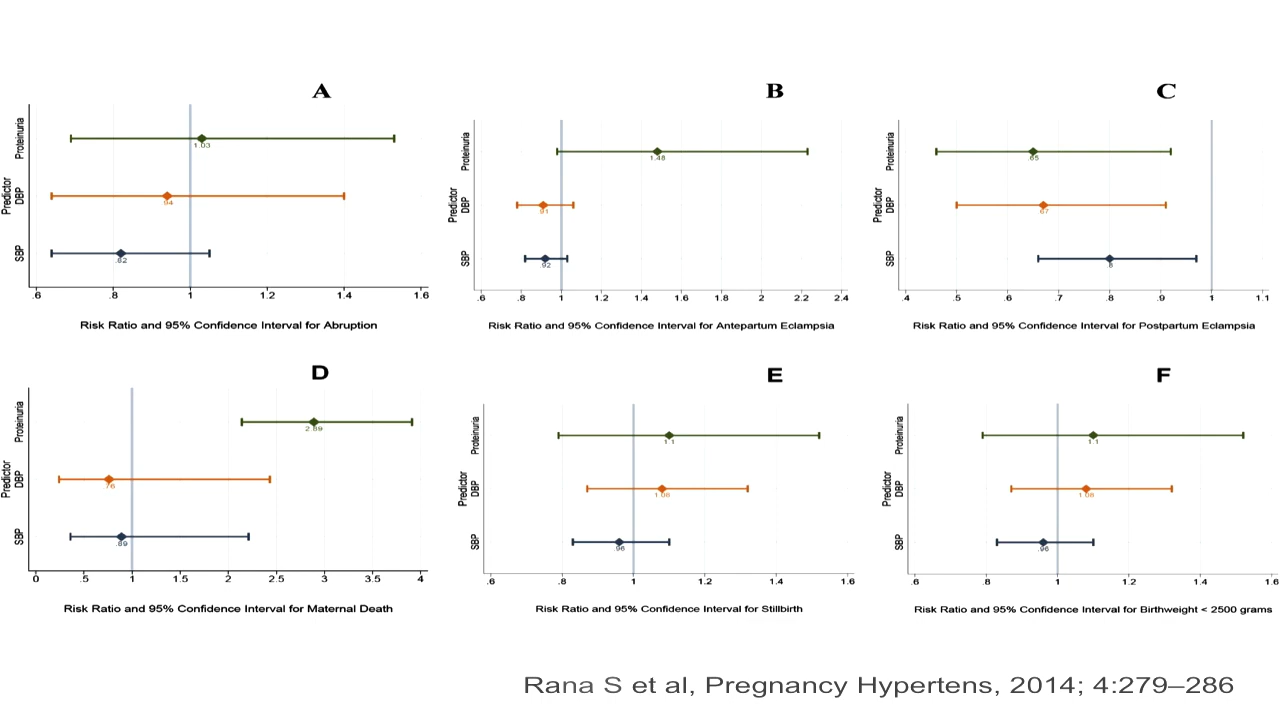 A
Proteinuria
1.03
Predictor
DBP
.94
SBP
.82
.6 .8 1 1.2 1.4 1.6
Risk Ratio and 95% Confidence Interval for Abruption
B
Proteinuria
1.48
Predictor
DBP
.91
SBP
.92
.6 .8 1 1.2 1.4 1.6 1.8 2 2.2 2.4
Risk Ratio and 95% Confidence Interval for Antepartum Eclampsia
C
Proteinuria
.65
Predictor
DBP
.67
SBP
.8
.4 .5 .6 .7 .8 .9 1 1.1
Risk Ratio and 95% Confidence Interval for Postpartum Eclampsia
D
Proteinuria
2.89
Predictor
DBP
.76
SBP
.89
0 .5 1 1.5 2 2.5 3 3.5 4
Risk Ratio and 95% Confidence Interval for Maternal Death
E
Proteinuria
1.1
Predictor
DBP
1.08
SBP
.96
.6 .8 1 1.2 1.4 1.6
Risk Ratio and 95% Confidence Interval for Stillbirth
F
Proteinuria
1.1
Predictor
DBP
1.08
SBP
.96
.6 .8 1 1.2 1.4 1.6
Risk Ratio and 95% Confidence Interval for Birthweight < 2500 grams
Rana S et al, Pregnancy Hypertens, 2014; 4:279–286